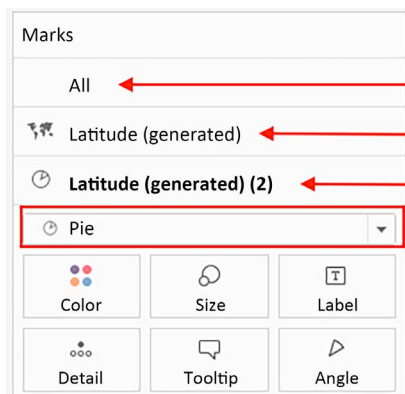 Marks
All
Latitude (generated)
Latitude (generated) (2)
Pie
Color Size Label
Detail Tooltip Angle